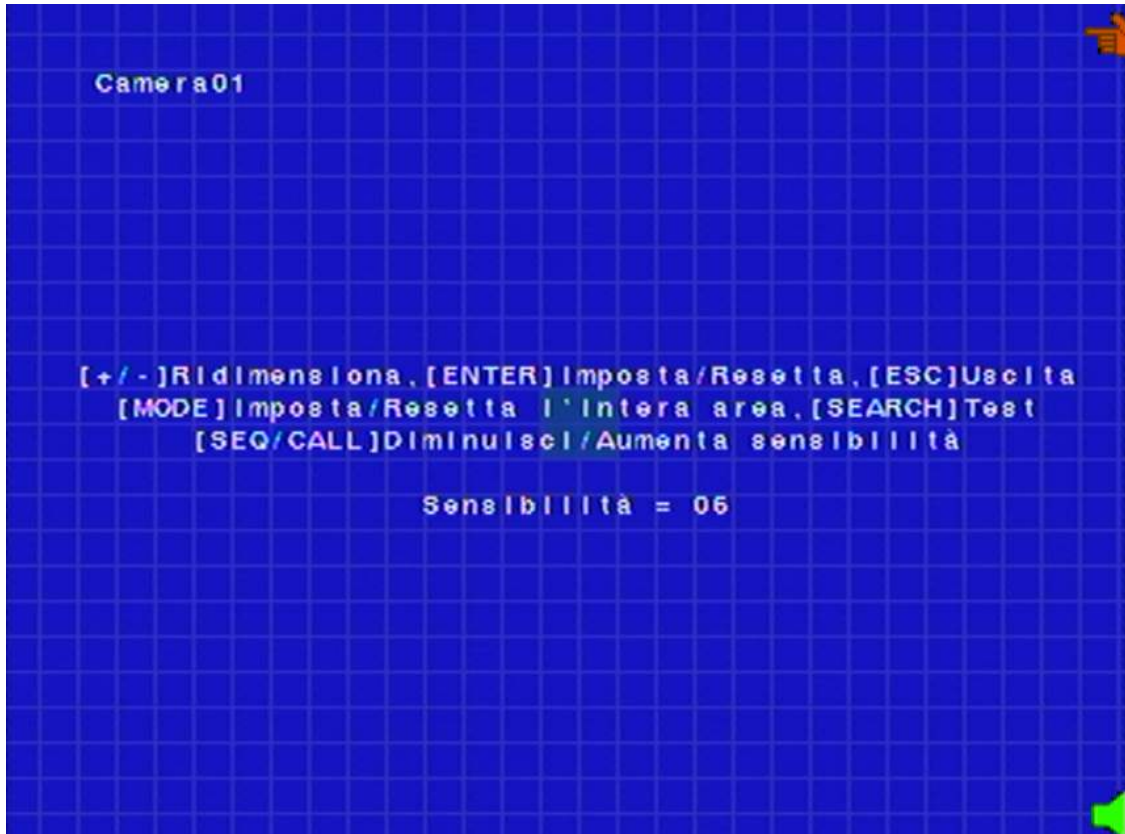 Camera01
[+/-]Ridimensiona,[ENTER]Imposta/Resetta,[ESC]Uscita
[MODE]Imposta/Resetta l'intera area,[SEARCH]Test
[SEQ/CALL]Diminuisci/Aumenta sensibilità
Sensibilità = 06